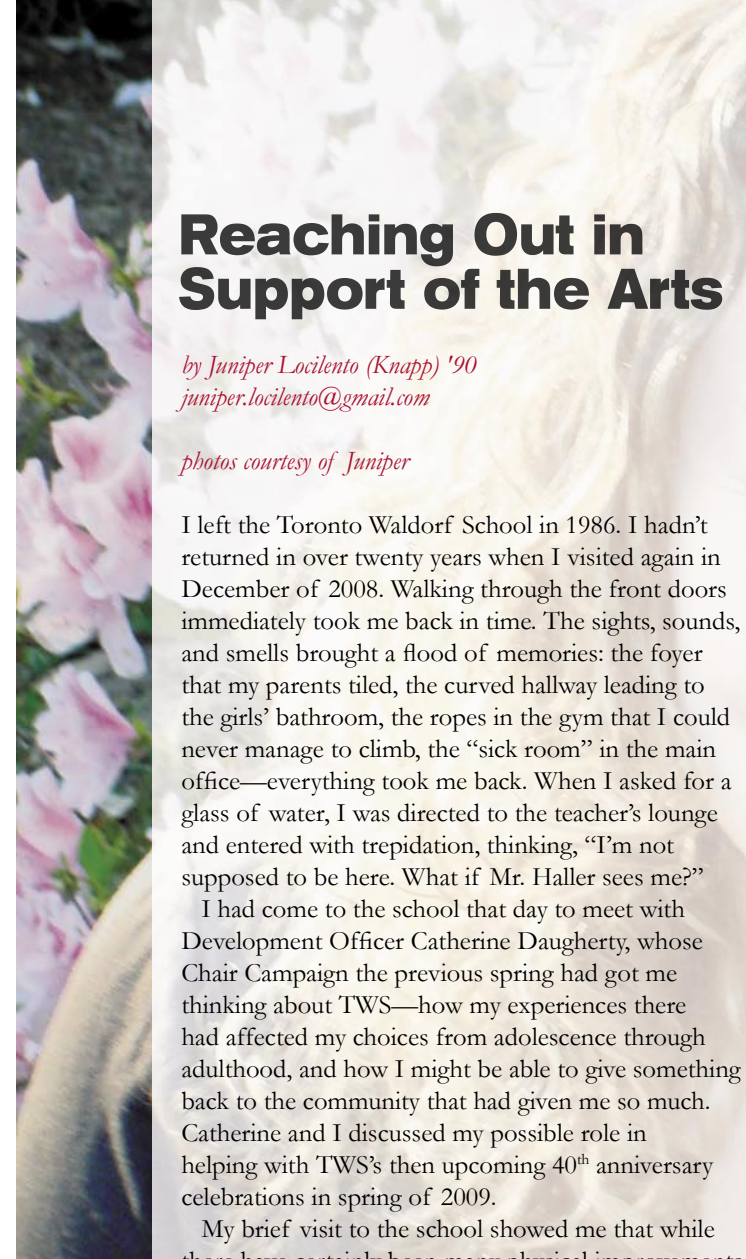 Reaching Out in
Support of the Arts
by Juniper Locilento (Knapp) '90
juniper.locilento@gmail.com
photos courtesy of Juniper
I left the Toronto Waldorf School in 1986. I hadn’t
returned in over twenty years when I visited again in
December of 2008. Walking through the front doors
immediately took me back in time. The sights, sounds,
and smells brought a flood of memories: the foyer
that my parents tiled, the curved hallway leading to
the girls’ bathroom, the ropes in the gym that I could
never manage to climb, the “sick room” in the main
office—everything took me back. When I asked for a
glass of water, I was directed to the teacher’s lounge
and entered with trepidation, thinking, “I’m not
supposed to be here. What if Mr. Haller sees me?”
I had come to the school that day to meet with
Development Officer Catherine Daugherty, whose
Chair Campaign the previous spring had got me
thinking about TWS—how my experiences there
had affected my choices from adolescence through
adulthood, and how I might be able to give something
back to the community that had given me so much.
Catherine and I discussed my possible role in
helping with TWS’s then upcoming 40th anniversary
celebrations in spring of 2009.
My brief visit to the school showed me that while
there have certainly been many physical improvements